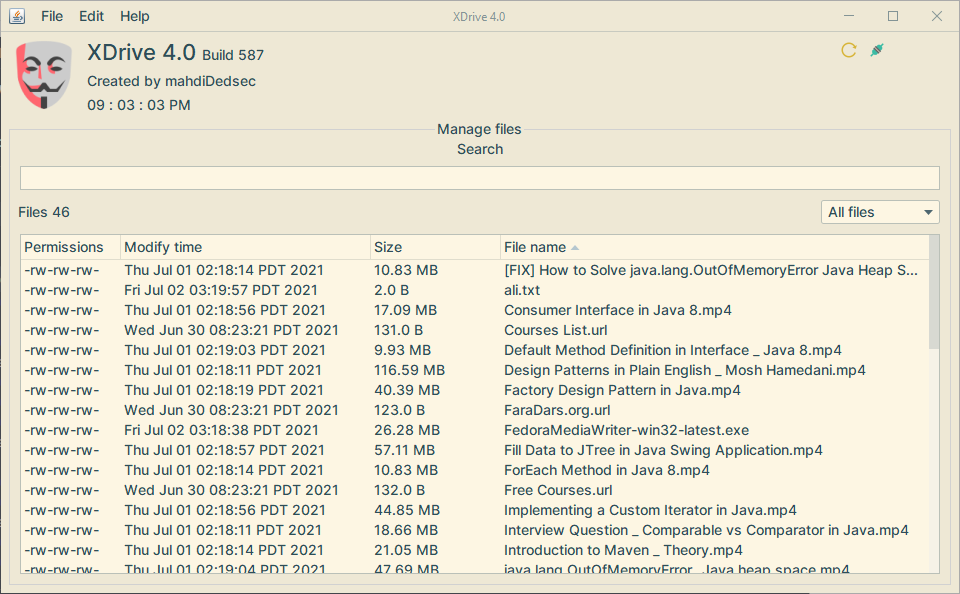 File Edit Help XDrive 4.0
XDrive 4.0 Build 587
Created by mahdiDedsec
09 : 03 : 03 PM
Manage files
Search
Files 46 All files
Permissions Modify time Size File name
-rw-rw-rw- Thu Jul 01 02:18:14 PDT 2021 10.83 MB [FIX] How to Solve java.lang.OutOfMemoryError Java Heap S...
-rw-rw-rw- Fri Jul 02 03:19:57 PDT 2021 2.0 B ali.txt
-rw-rw-rw- Thu Jul 01 02:18:56 PDT 2021 17.09 MB Consumer Interface in Java 8.mp4
-rw-rw-rw- Wed Jun 30 08:23:21 PDT 2021 131.0 B Courses List.url
-rw-rw-rw- Thu Jul 01 02:19:03 PDT 2021 9.93 MB Default Method Definition in Interface _ Java 8.mp4
-rw-rw-rw- Thu Jul 01 02:18:11 PDT 2021 116.59 MB Design Patterns in Plain English _ Mosh Hamedani.mp4
-rw-rw-rw- Thu Jul 01 02:18:19 PDT 2021 40.39 MB Factory Design Pattern in Java.mp4
-rw-rw-rw- Wed Jun 30 08:23:21 PDT 2021 123.0 B FaraDars.org.url
-rw-rw-rw- Fri Jul 02 03:18:38 PDT 2021 26.28 MB FedoraMediaWriter-win32-latest.exe
-rw-rw-rw- Thu Jul 01 02:18:57 PDT 2021 57.11 MB Fill Data to JTree in Java Swing Application.mp4
-rw-rw-rw- Thu Jul 01 02:18:14 PDT 2021 10.83 MB ForEach Method in Java 8.mp4
-rw-rw-rw- Wed Jun 30 08:23:21 PDT 2021 132.0 B Free Courses.url
-rw-rw-rw- Thu Jul 01 02:18:56 PDT 2021 44.85 MB Implementing a Custom Iterator in Java.mp4
-rw-rw-rw- Thu Jul 01 02:18:11 PDT 2021 18.66 MB Interview Question _ Comparable vs Comparator in Java.mp4
-rw-rw-rw- Thu Jul 01 02:18:14 PDT 2021 21.05 MB Introduction to Maven _ Theory.mp4
-rw-rw-rw- Thu Jul 01 02:19:04 PDT 2021 47.69 MB java.lang.OutOfMemoryError_ Java heap space.mp4